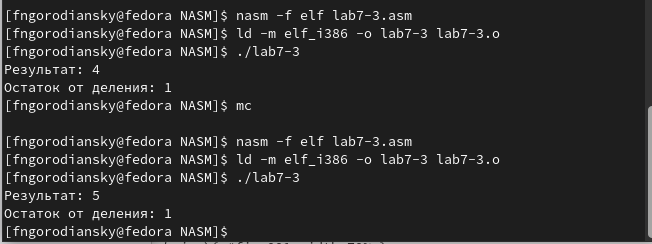 [fngorodiansky@fedora NASM]$ nasm -f elf lab7-3.asm
[fngorodiansky@fedora NASM]$ ld -m elf_i386 -o lab7-3 lab7-3.o
[fngorodiansky@fedora NASM]$ ./lab7-3
Результат: 4
Остаток от деления: 1
[fngorodiansky@fedora NASM]$ mc
[fngorodiansky@fedora NASM]$ nasm -f elf lab7-3.asm
[fngorodiansky@fedora NASM]$ ld -m elf_i386 -o lab7-3 lab7-3.o
[fngorodiansky@fedora NASM]$ ./lab7-3
Результат: 5
Остаток от деления: 1
[fngorodiansky@fedora NASM]$